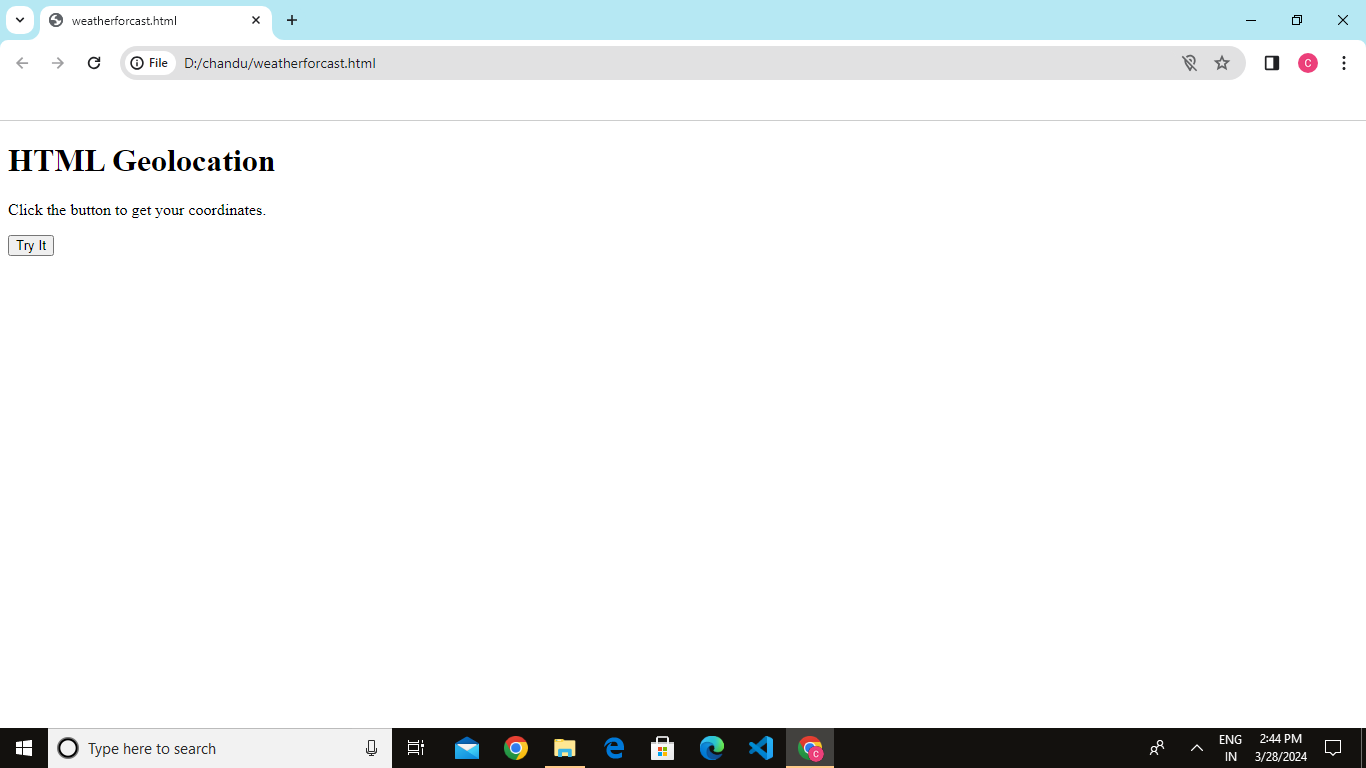 weatherforcast.html
File D:/chandu/weatherforcast.html
C
HTML Geolocation
Click the button to get your coordinates.
Try It
Type here to search
C
ENG
IN
2:44 PM
3/28/2024